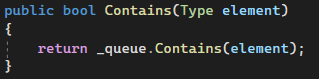 public bool Contains(Type element)
{
    return _queue.Contains(element);
}